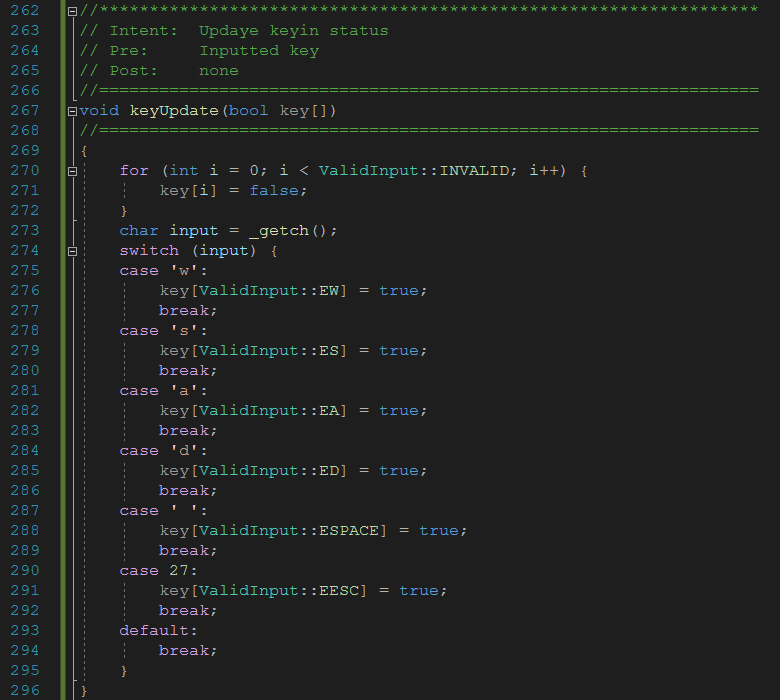 262 //******************************************************************
263 // Intent:  Updaye keyin status
264 // Pre:     Inputted key
265 // Post:    none
266 //==================================================================
267 void keyUpdate(bool key[])
268 //==================================================================
269 {
270     for (int i = 0; i < ValidInput::INVALID; i++) {
271         key[i] = false;
272     }
273     char input = _getch();
274     switch (input) {
275     case 'w':
276         key[ValidInput::EW] = true;
277         break;
278     case 's':
279         key[ValidInput::ES] = true;
280         break;
281     case 'a':
282         key[ValidInput::EA] = true;
283         break;
284     case 'd':
285         key[ValidInput::ED] = true;
286         break;
287     case ' ':
288         key[ValidInput::ESPACE] = true;
289         break;
290     case 27:
291         key[ValidInput::EESC] = true;
292         break;
293     default:
294         break;
295     }
296 }